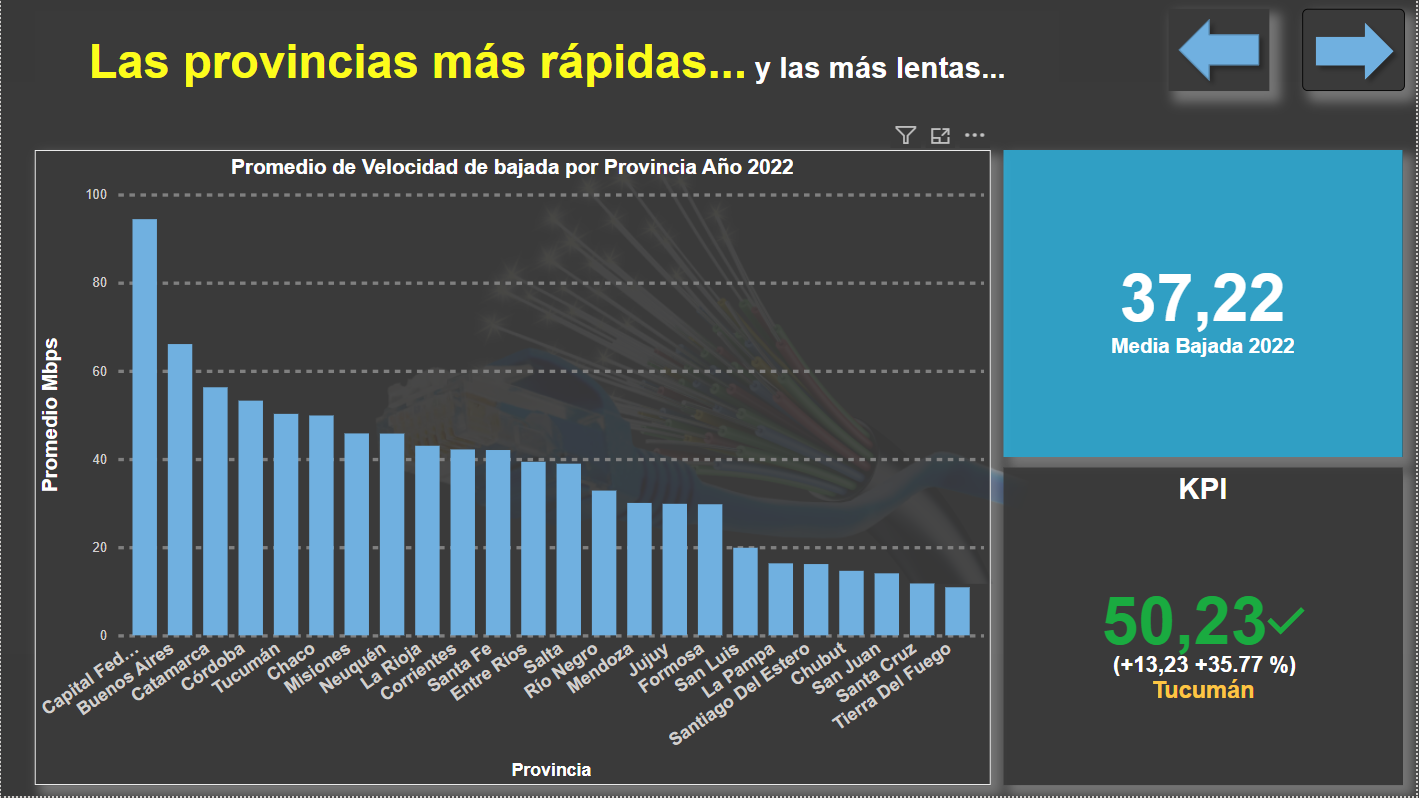 Las provincias más rápidas... y las más lentas...
Promedio de Velocidad de bajada por Provincia Año 2022
Promedio Mbps
100
80
60
40
20
0
Capital Fed...
Buenos Aires
Catamarca
Córdoba
Tucumán
Chaco
Misiones
Neuquén
La Rioja
Corrientes
Santa Fe
Entre Ríos
Salta
Río Negro
Mendoza
Jujuy
Formosa
San Luis
La Pampa
Santiago Del Estero
Chubut
San Juan
Santa Cruz
Tierra Del Fuego
Provincia
37,22
Media Bajada 2022
KPI
50,23
(+13,23 +35.77 %)
Tucumán